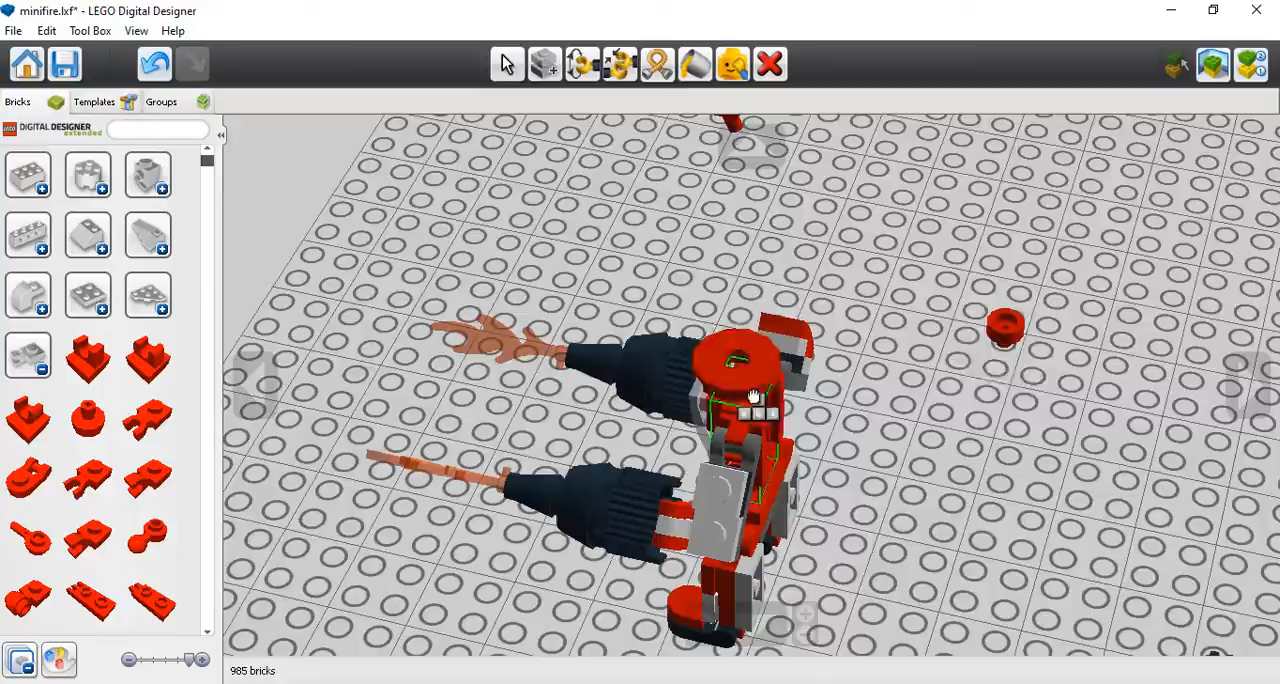 minifire.lxf* - LEGO Digital Designer
File Edit Tool Box View Help
Bricks Templates Groups
LEGO DIGITAL DESIGNER
extended
985 bricks